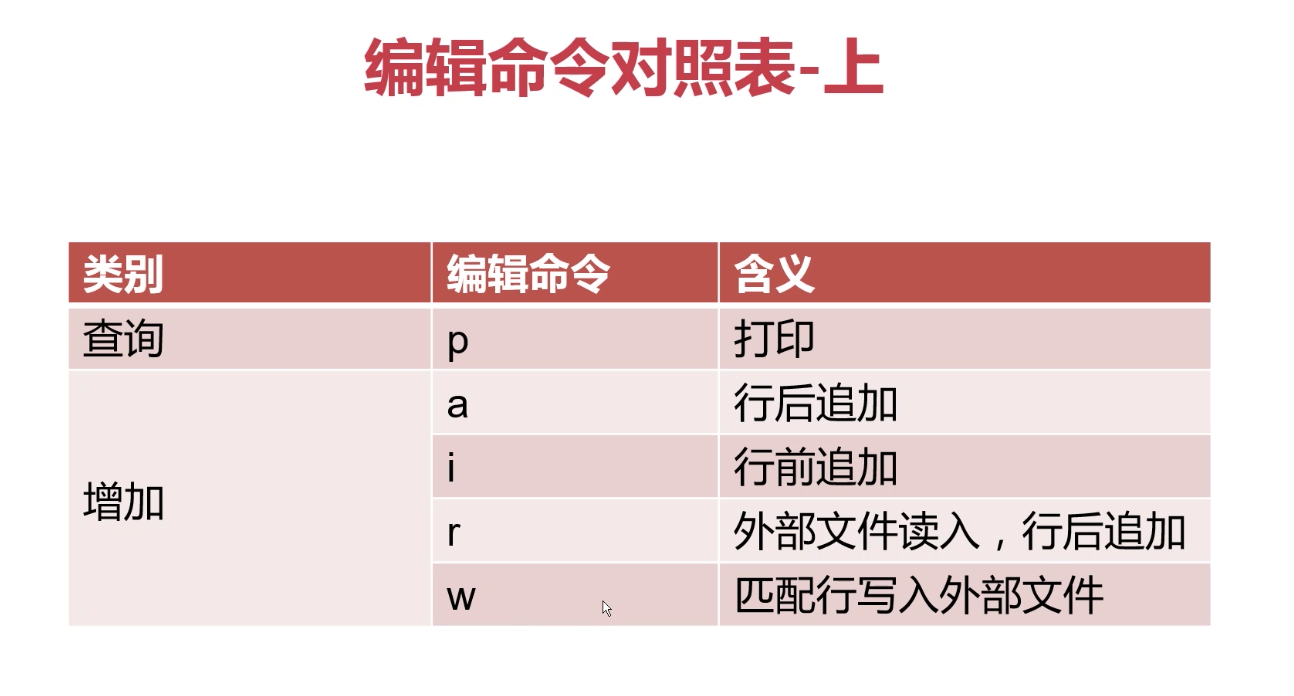 编辑命令对照表-上
类别 编辑命令 含义
查询 p 打印
增加 a 行后追加
i 行前追加
r 外部文件读入，行后追加
w 匹配行写入外部文件